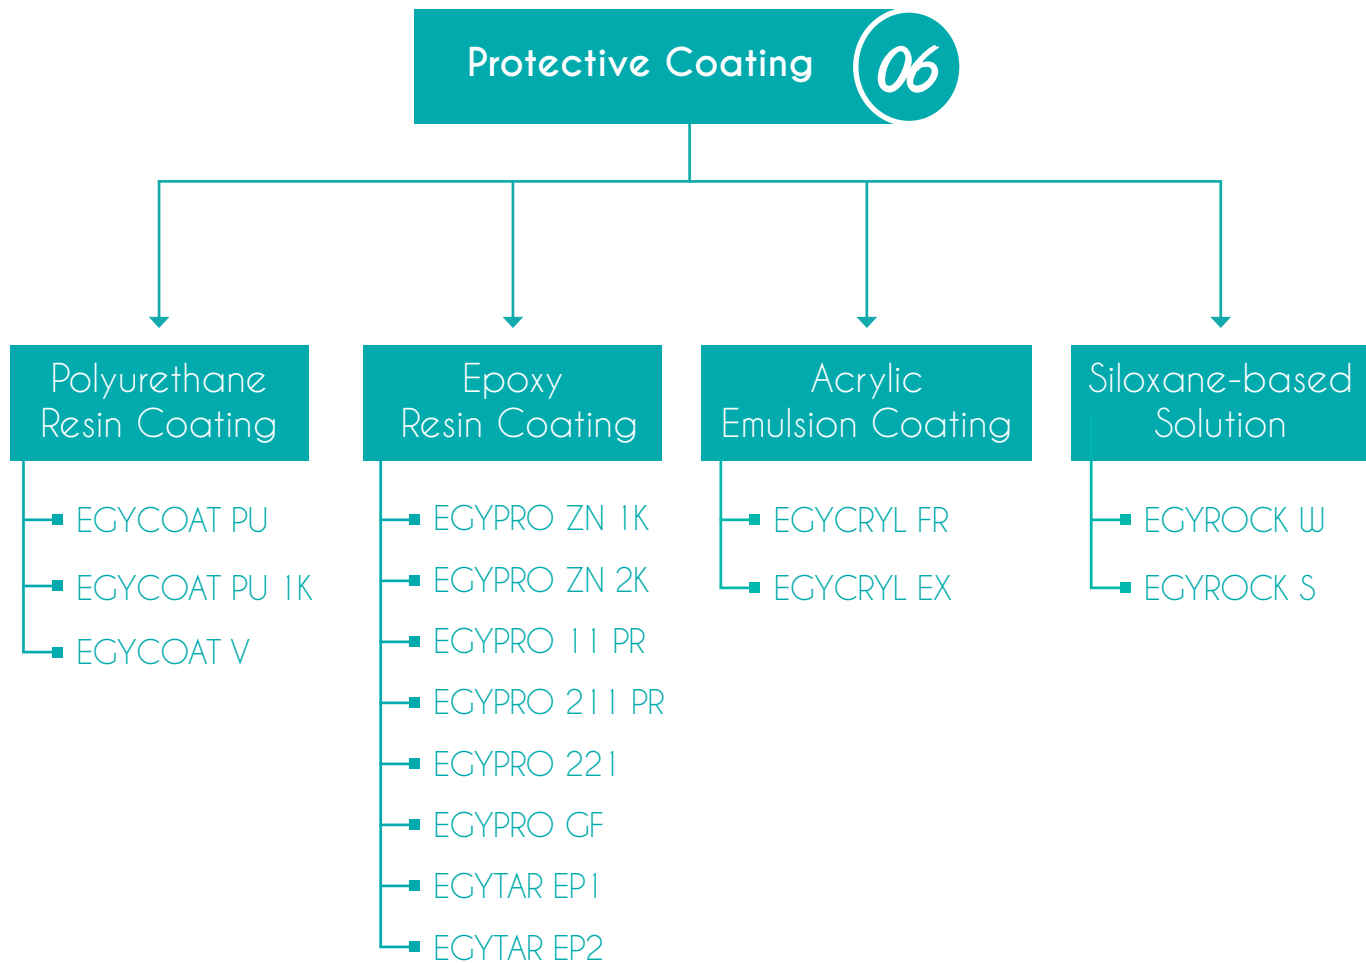 Protective Coating
06
Polyurethane
Resin Coating
EGYCOAT PU
EGYCOAT PU 1K
EGYCOAT V
Epoxy
Resin Coating
EGYPRO ZN 1K
EGYPRO ZN 2K
EGYPRO 11 PR
EGYPRO 211 PR
EGYPRO 221
EGYPRO GF
EGYTAR EP1
EGYTAR EP2
Acrylic
Emulsion Coating
EGYCRYL FR
EGYCRYL EX
Siloxane-based
Solution
EGYROCK W
EGYROCK S